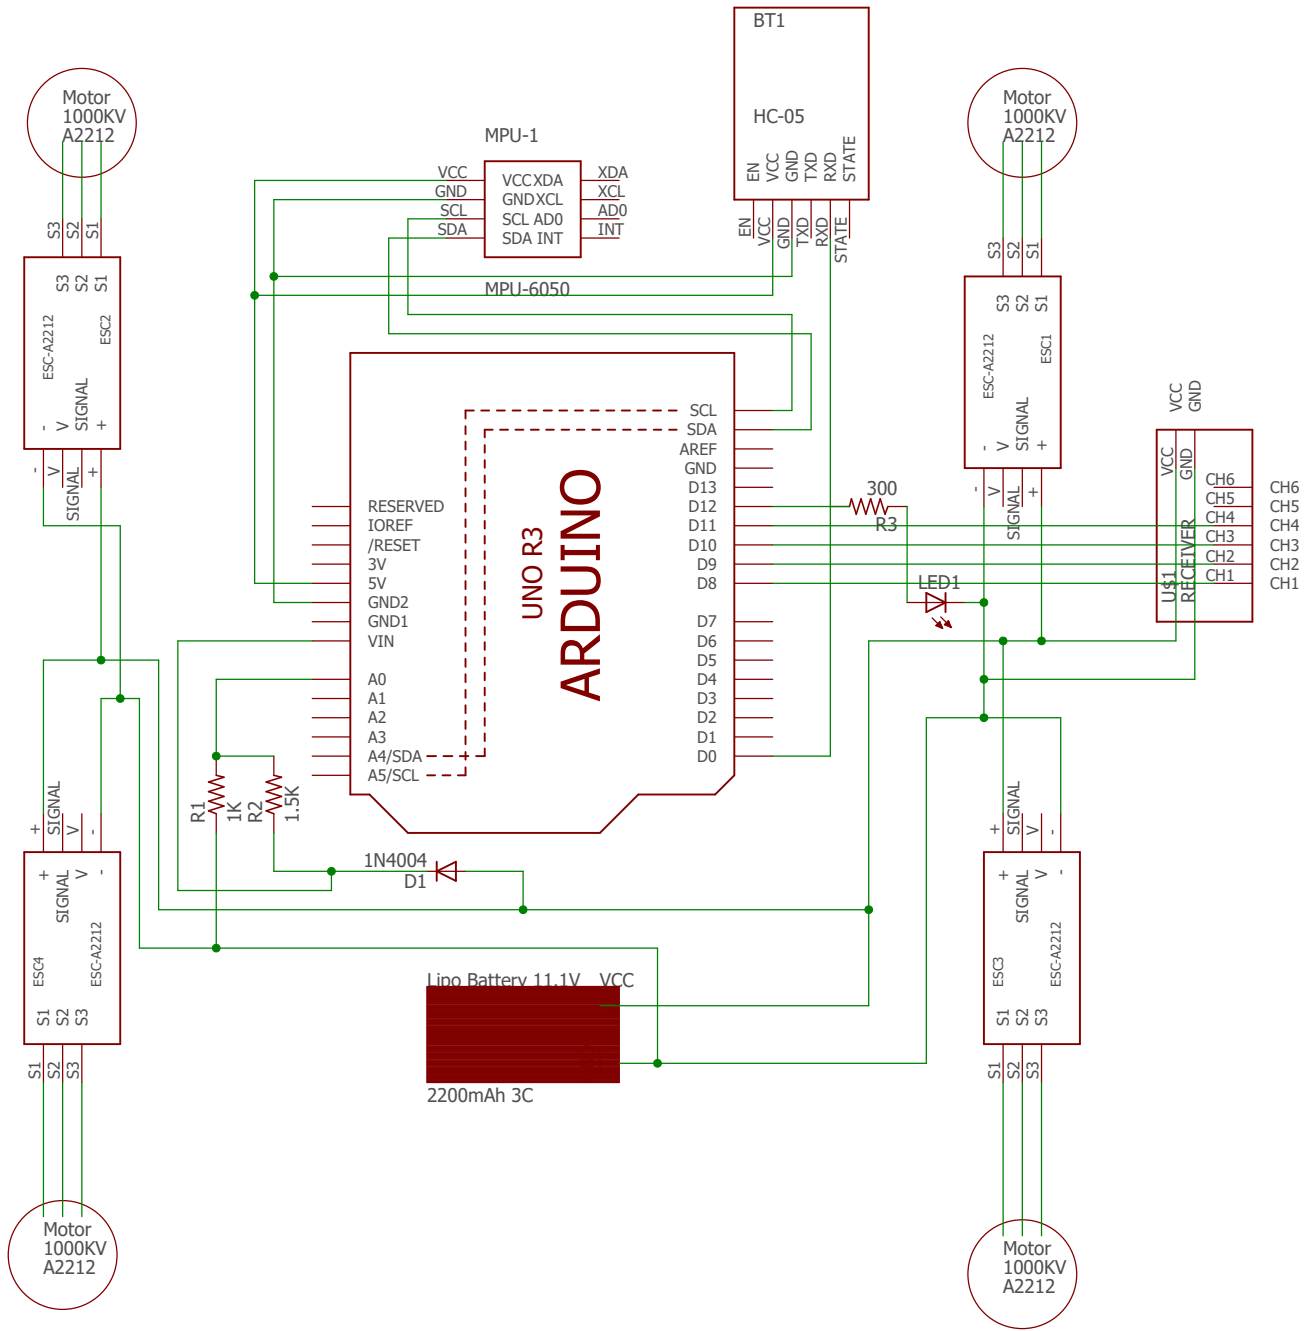 BT1
HC-05
EN
VCC
GND
TXD
RXD
STATE
EN
VCC
GND
TXD
RXD
STATE
Motor
1000KV
A2212
S3
S2
S1
S3
S2
S1
ESC-A2212
ESC2
-
V
SIGNAL
+
-
V
SIGNAL
+
MPU-1
VCC
GND
SCL
SDA
VCC XDA
GND XCL
SCL AD0
SDA INT
XDA
XCL
AD0
INT
MPU-6050
Motor
1000KV
A2212
S3
S2
S1
S3
S2
S1
ESC-A2212
ESC1
-
V
SIGNAL
+
-
V
SIGNAL
+
VCC
GND
VCC
GND
U$1
RECEIVER
CH6
CH5
CH4
CH3
CH2
CH1
CH6
CH5
CH4
CH3
CH2
CH1
UNO R3
ARDUINO
RESERVED
IOREF
/RESET
3V
5V
GND2
GND1
VIN
A0
A1
A2
A3
A4/SDA
A5/SCL
SCL
SDA
AREF
GND
D13
D12
D11
D10
D9
D8
D7
D6
D5
D4
D3
D2
D1
D0
300
R3
LED1
R1
1K
R2
1.5K
1N4004
D1
Lipo Battery 11.1V
VCC
2200mAh 3C
+
SIGNAL
V
-
+
SIGNAL
V
-
ESC4
ESC-A2212
S1
S2
S3
S1
S2
S3
Motor
1000KV
A2212
+
SIGNAL
V
-
+
SIGNAL
V
-
ESC3
ESC-A2212
S1
S2
S3
S1
S2
S3
Motor
1000KV
A2212